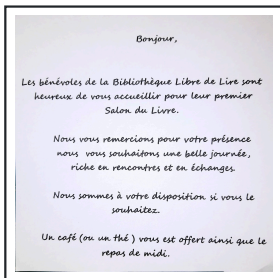 Bonjour,
Les bénévoles de la Bibliothèque Libre de Lire sont
heureux de vous accueillir pour leur premier
Salon du Livre.
Nous vous remercions pour votre présence
nous vous souhaitons une belle journée,
riche en rencontres et en échanges.
Nous sommes à votre disposition si vous le
souhaitez.
Un café (ou un thé ) vous est offert ainsi que le
repas de midi.